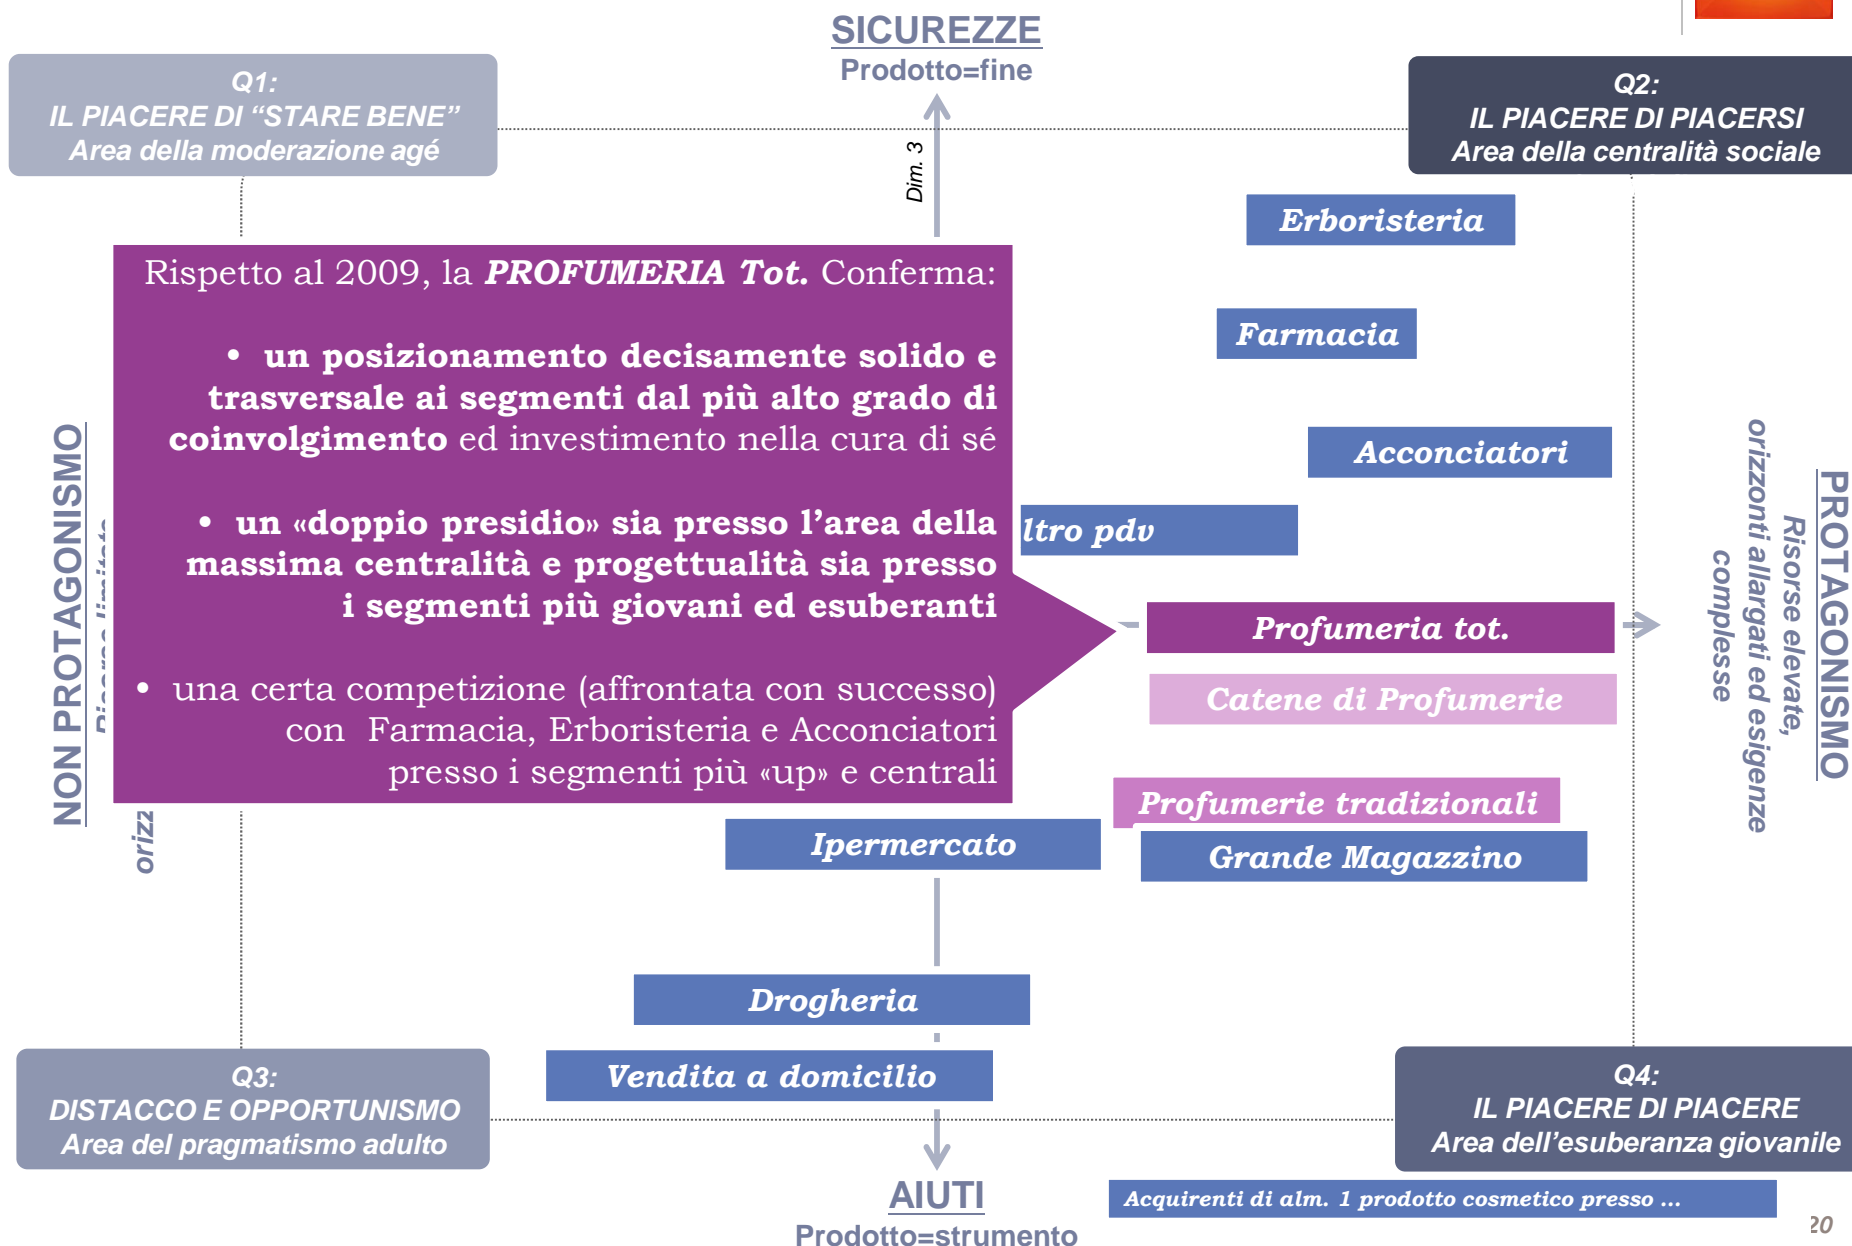 SICUREZZE
Prodotto=fine
Q1:
IL PIACERE DI “STARE BENE”
Area della moderazione agé
Q2:
IL PIACERE DI PIACERSI
Area della centralità sociale
Dim. 3
Erboristeria
Farmacia
Acconciatori
ltro pdv
Rispetto al 2009, la PROFUMERIA Tot. Conferma:
• un posizionamento decisamente solido e
trasversale ai segmenti dal più alto grado di
coinvolgimento ed investimento nella cura di sé
• un «doppio presidio» sia presso l’area della
massima centralità e progettualità sia presso
i segmenti più giovani ed esuberanti
• una certa competizione (affrontata con successo)
con Farmacia, Erboristeria e Acconciatori
presso i segmenti più «up» e centrali
NON PROTAGONISMO
orizz
PROTAGONISMO
Risorse elevate,
orizzonti allargati ed esigenze
complesse
Profumeria tot.
Catene di Profumerie
Profumerie tradizionali
Ipermercato
Grande Magazzino
Drogheria
Vendita a domicilio
Q3:
DISTACCO E OPPORTUNISMO
Area del pragmatismo adulto
Q4:
IL PIACERE DI PIACERE
Area dell’esuberanza giovanile
AIUTI
Prodotto=strumento
Acquirenti di alm. 1 prodotto cosmetico presso ...
20